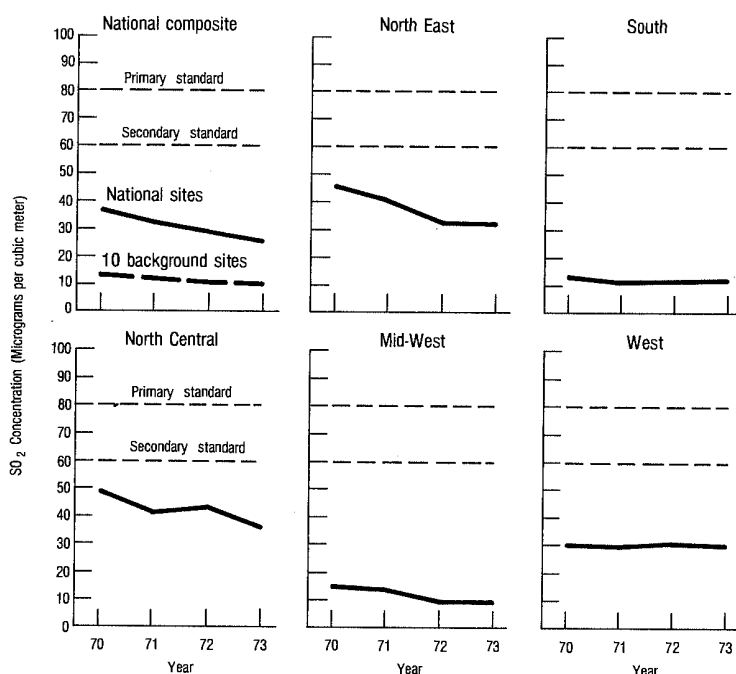 SO2 Concentration (Micrograms per cubic meter)
National composite
100
90
80
70
60
50
40
30
20
10
0
Primary standard
Secondary standard
National sites
10 background sites
North East
South
North Central
100
90
80
70
60
50
40
30
20
10
0
Primary standard
Secondary standard
70 71 72 73
Year
Mid-West
70 71 72 73
Year
West
70 71 72 73
Year